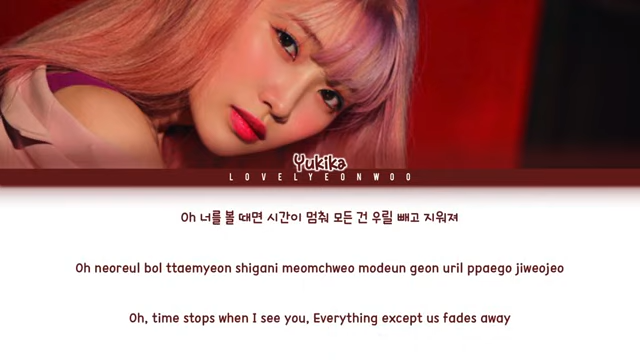 Yukika
LOVELYEONWOO
Oh 너를 볼 때면 시간이 멈춰 모든 건 우릴 빼고 지워져
Oh neoreul bol ttaemyeon shigani meomchweo modeun geon uril ppaego jiweojeo
Oh, time stops when I see you, Everything except us fades away